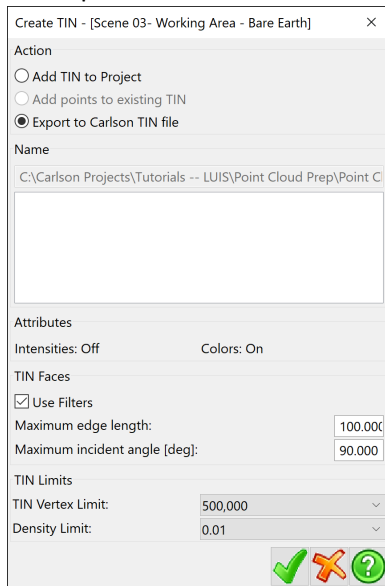 Create TIN - [Scene 03- Working Area - Bare Earth]
Action
Add TIN to Project
Add points to existing TIN
Export to Carlson TIN file
Name
C:\Carlson Projects\Tutorials -- LUIS\Point Cloud Prep\Point C
Attributes
Intensities: Off Colors: On
TIN Faces
Use Filters
Maximum edge length: 100.000
Maximum incident angle [deg]: 90.000
TIN Limits
TIN Vertex Limit: 500,000
Density Limit: 0.01
?